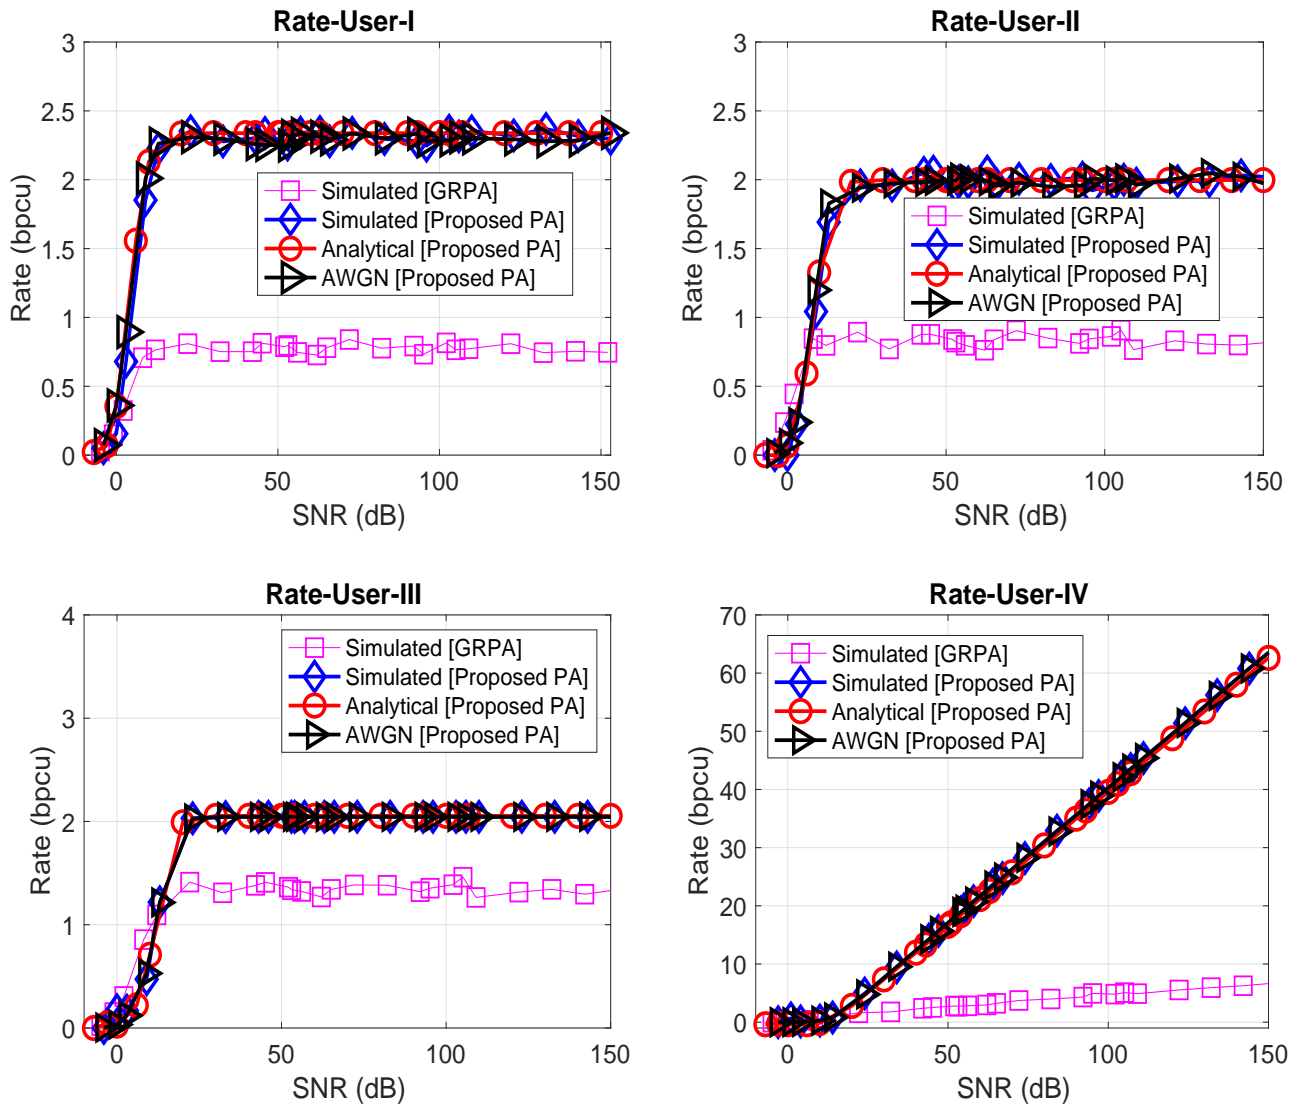 Rate-User-I
3
2.5
2
1.5
1
0.5
0
Rate (bpcu)
Simulated [GRPA]
Simulated [Proposed PA]
Analytical [Proposed PA]
AWGN [Proposed PA]
0 50 100 150
SNR (dB)
Rate-User-II
3
2.5
2
1.5
1
0.5
0
Rate (bpcu)
Simulated [GRPA]
Simulated [Proposed PA]
Analytical [Proposed PA]
AWGN [Proposed PA]
0 50 100 150
SNR (dB)
Rate-User-III
4
3
2
1
0
Rate (bpcu)
Simulated [GRPA]
Simulated [Proposed PA]
Analytical [Proposed PA]
AWGN [Proposed PA]
0 50 100 150
SNR (dB)
Rate-User-IV
70
60
50
40
30
20
10
0
Rate (bpcu)
Simulated [GRPA]
Simulated [Proposed PA]
Analytical [Proposed PA]
AWGN [Proposed PA]
0 50 100 150
SNR (dB)